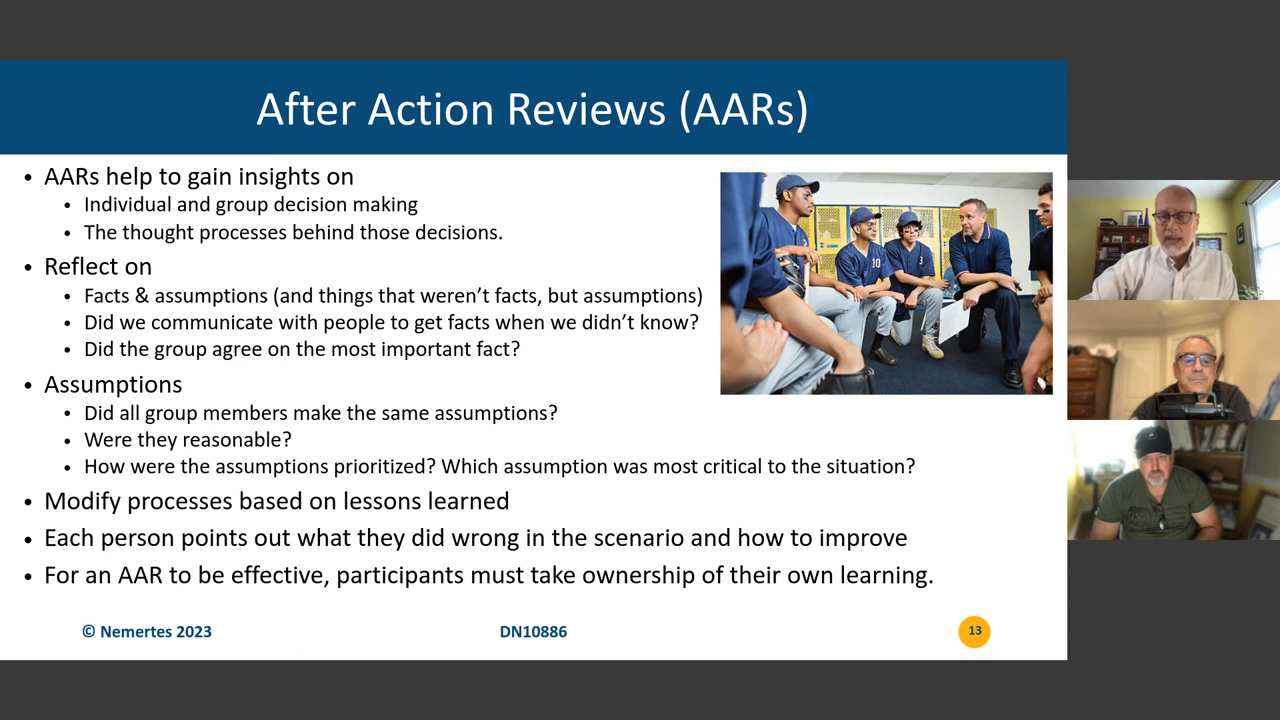 After Action Reviews (AARs)
• AARs help to gain insights on
• Individual and group decision making
• The thought processes behind those decisions.
• Reflect on
• Facts & assumptions (and things that weren’t facts, but assumptions)
• Did we communicate with people to get facts when we didn’t know?
• Did the group agree on the most important fact?
• Assumptions
• Did all group members make the same assumptions?
• Were they reasonable?
• How were the assumptions prioritized? Which assumption was most critical to the situation?
• Modify processes based on lessons learned
• Each person points out what they did wrong in the scenario and how to improve
• For an AAR to be effective, participants must take ownership of their own learning.
© Nemertes 2023
DN10886
13